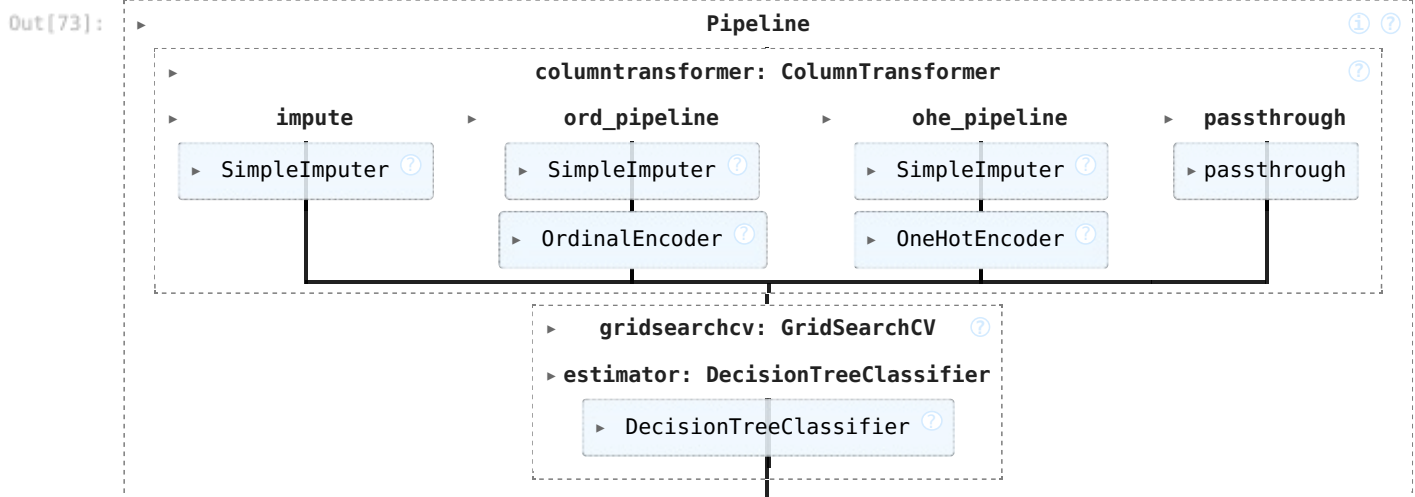 Out[73]:
Pipeline i ?
columntransformer: ColumnTransformer ?
impute ord_pipeline ohe_pipeline passthrough
SimpleImputer ? SimpleImputer ? SimpleImputer ? passthrough
OrdinalEncoder ? OneHotEncoder ?
gridsearchcv: GridSearchCV ?
estimator: DecisionTreeClassifier
DecisionTreeClassifier ?